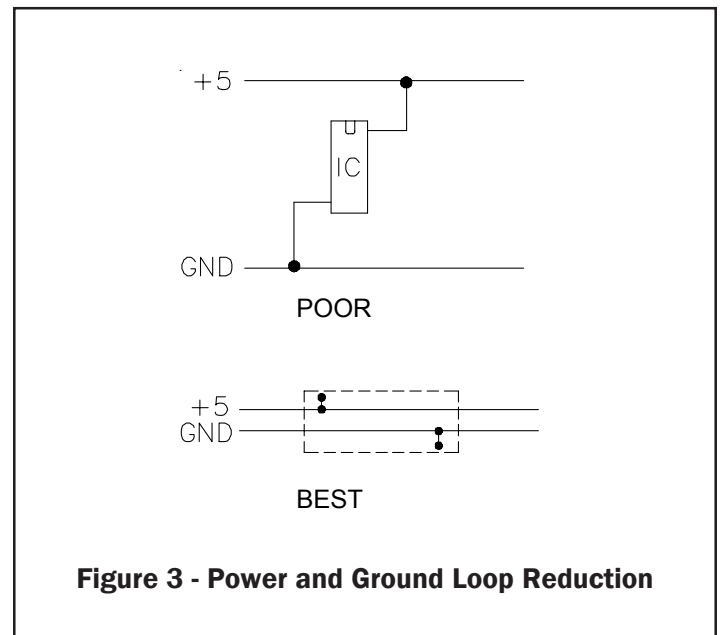 +5
IC
GND
POOR
+5
GND
BEST
Figure 3 - Power and Ground Loop Reduction